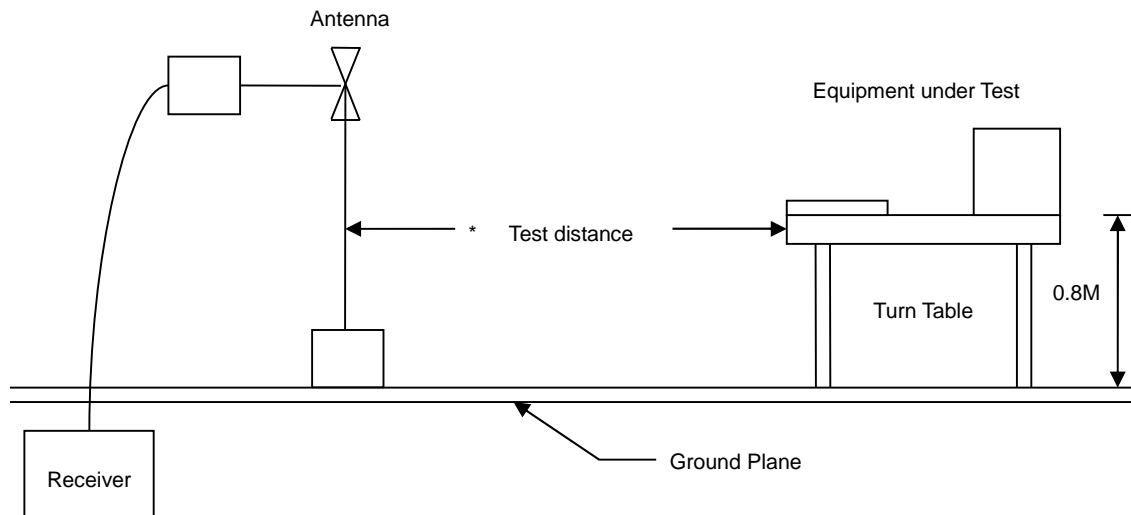 Antenna
Equipment under Test
* Test distance
0.8M
Turn Table
Ground Plane
Receiver